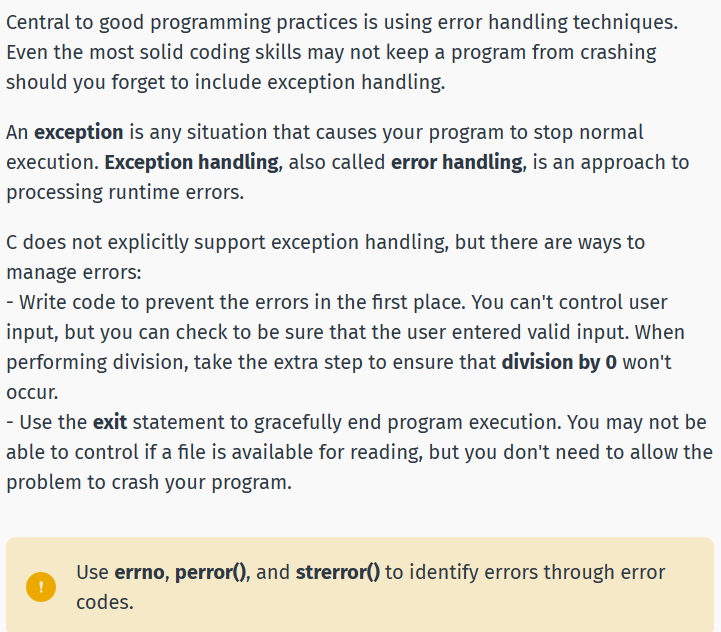 Central to good programming practices is using error handling techniques.
Even the most solid coding skills may not keep a program from crashing
should you forget to include exception handling.
An exception is any situation that causes your program to stop normal
execution. Exception handling, also called error handling, is an approach to
processing runtime errors.
C does not explicitly support exception handling, but there are ways to
manage errors:
- Write code to prevent the errors in the first place. You can't control user
input, but you can check to be sure that the user entered valid input. When
performing division, take the extra step to ensure that division by 0 won't
occur.
- Use the exit statement to gracefully end program execution. You may not be
able to control if a file is available for reading, but you don't need to allow the
problem to crash your program.
! Use errno, perror(), and strerror() to identify errors through error
codes.